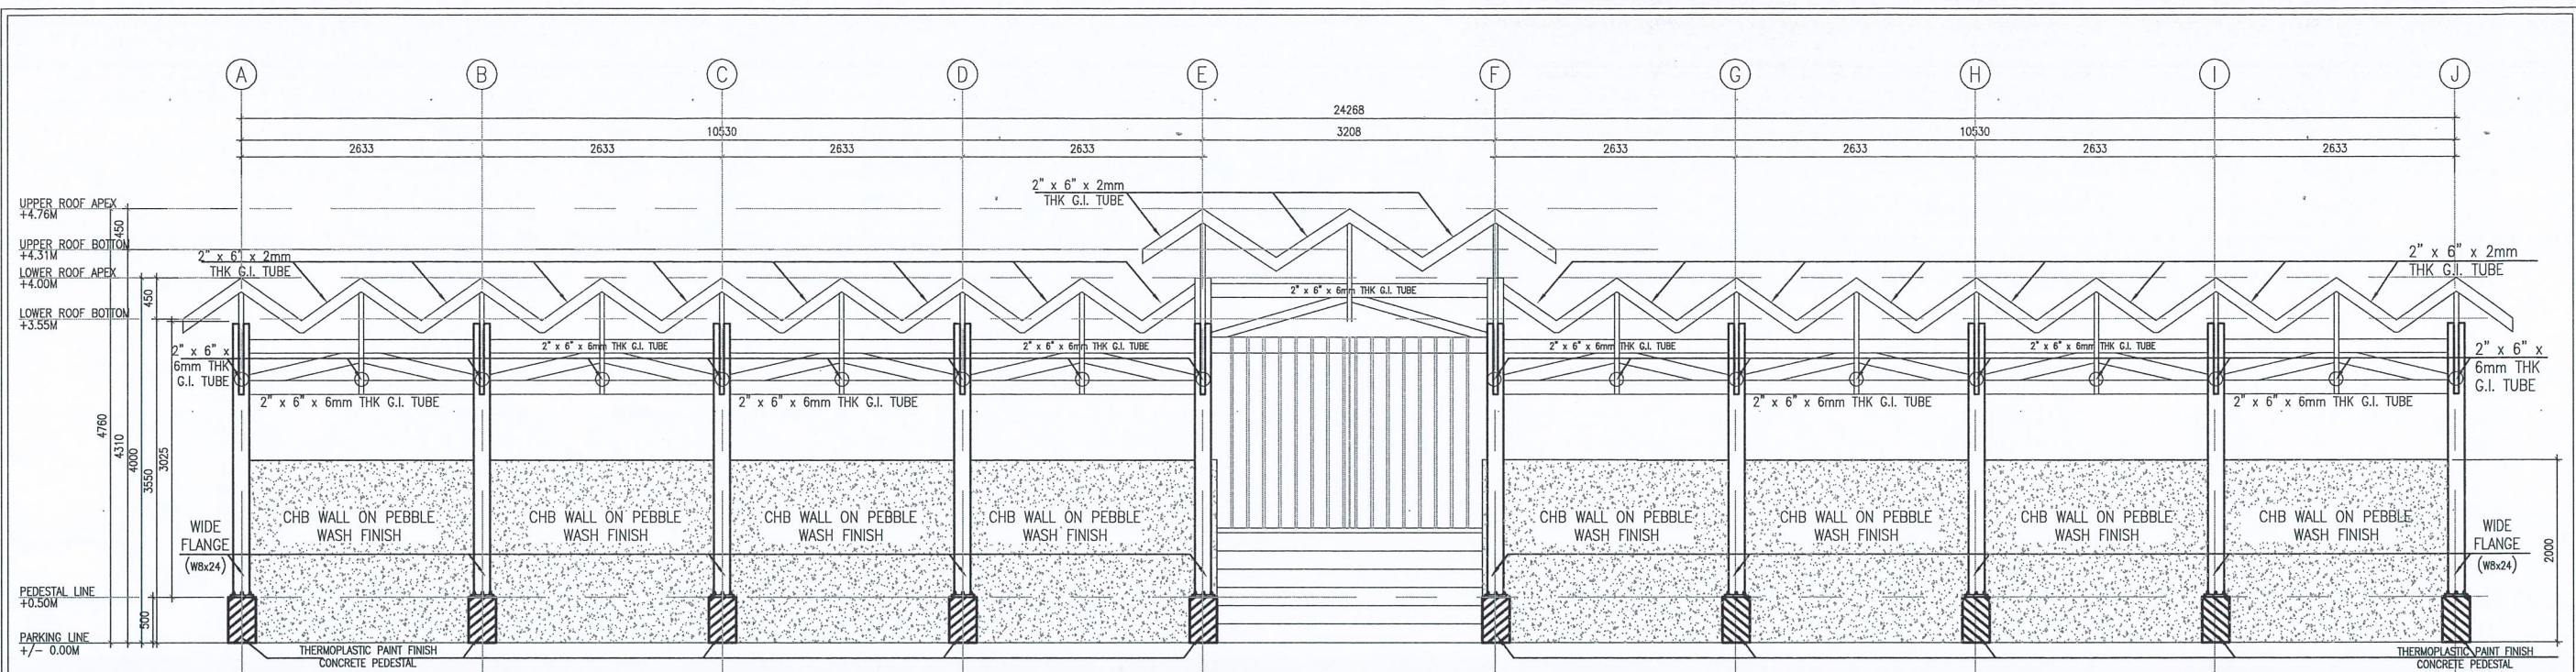 A B C D E F G H I J
24268
10530 3208 10530
2633 2633 2633 2633 2633 2633 2633 2633
2" x 6" x 2mm
THK G.I. TUBE
UPPER ROOF APEX
+4.76M
450
UPPER ROOF BOTTOM
+4.31M
2" x 6" x 2mm
THK G.I. TUBE
2" x 6" x 2mm
THK G.I. TUBE
LOWER ROOF APEX
+4.00M
450
2" x 6" x 6mm THK G.I. TUBE
LOWER ROOF BOTTOM
+3.55M
2" x 6" x
6mm THK
G.I. TUBE
2" x 6" x 6mm THK G.I. TUBE
2" x 6" x 6mm THK G.I. TUBE
2" x 6" x 6mm THK G.I. TUBE
2" x 6" x 6mm THK G.I. TUBE
2" x 6" x
6mm THK
G.I. TUBE
2" x 6" x 6mm THK G.I. TUBE
2" x 6" x 6mm THK G.I. TUBE
2" x 6" x 6mm THK G.I. TUBE
2" x 6" x 6mm THK G.I. TUBE
4760
4310
4000
3550
3025
WIDE
FLANGE
(W8x24)
CHB WALL ON PEBBLE
WASH FINISH
CHB WALL ON PEBBLE
WASH FINISH
CHB WALL ON PEBBLE
WASH FINISH
CHB WALL ON PEBBLE
WASH FINISH
CHB WALL ON PEBBLE
WASH FINISH
CHB WALL ON PEBBLE
WASH FINISH
CHB WALL ON PEBBLE
WASH FINISH
CHB WALL ON PEBBLE
WASH FINISH
WIDE
FLANGE
(W8x24)
2000
PEDESTAL LINE
+0.50M
500
PARKING LINE
+/- 0.00M
THERMOPLASTIC PAINT FINISH
CONCRETE PEDESTAL
THERMOPLASTIC PAINT FINISH
CONCRETE PEDESTAL